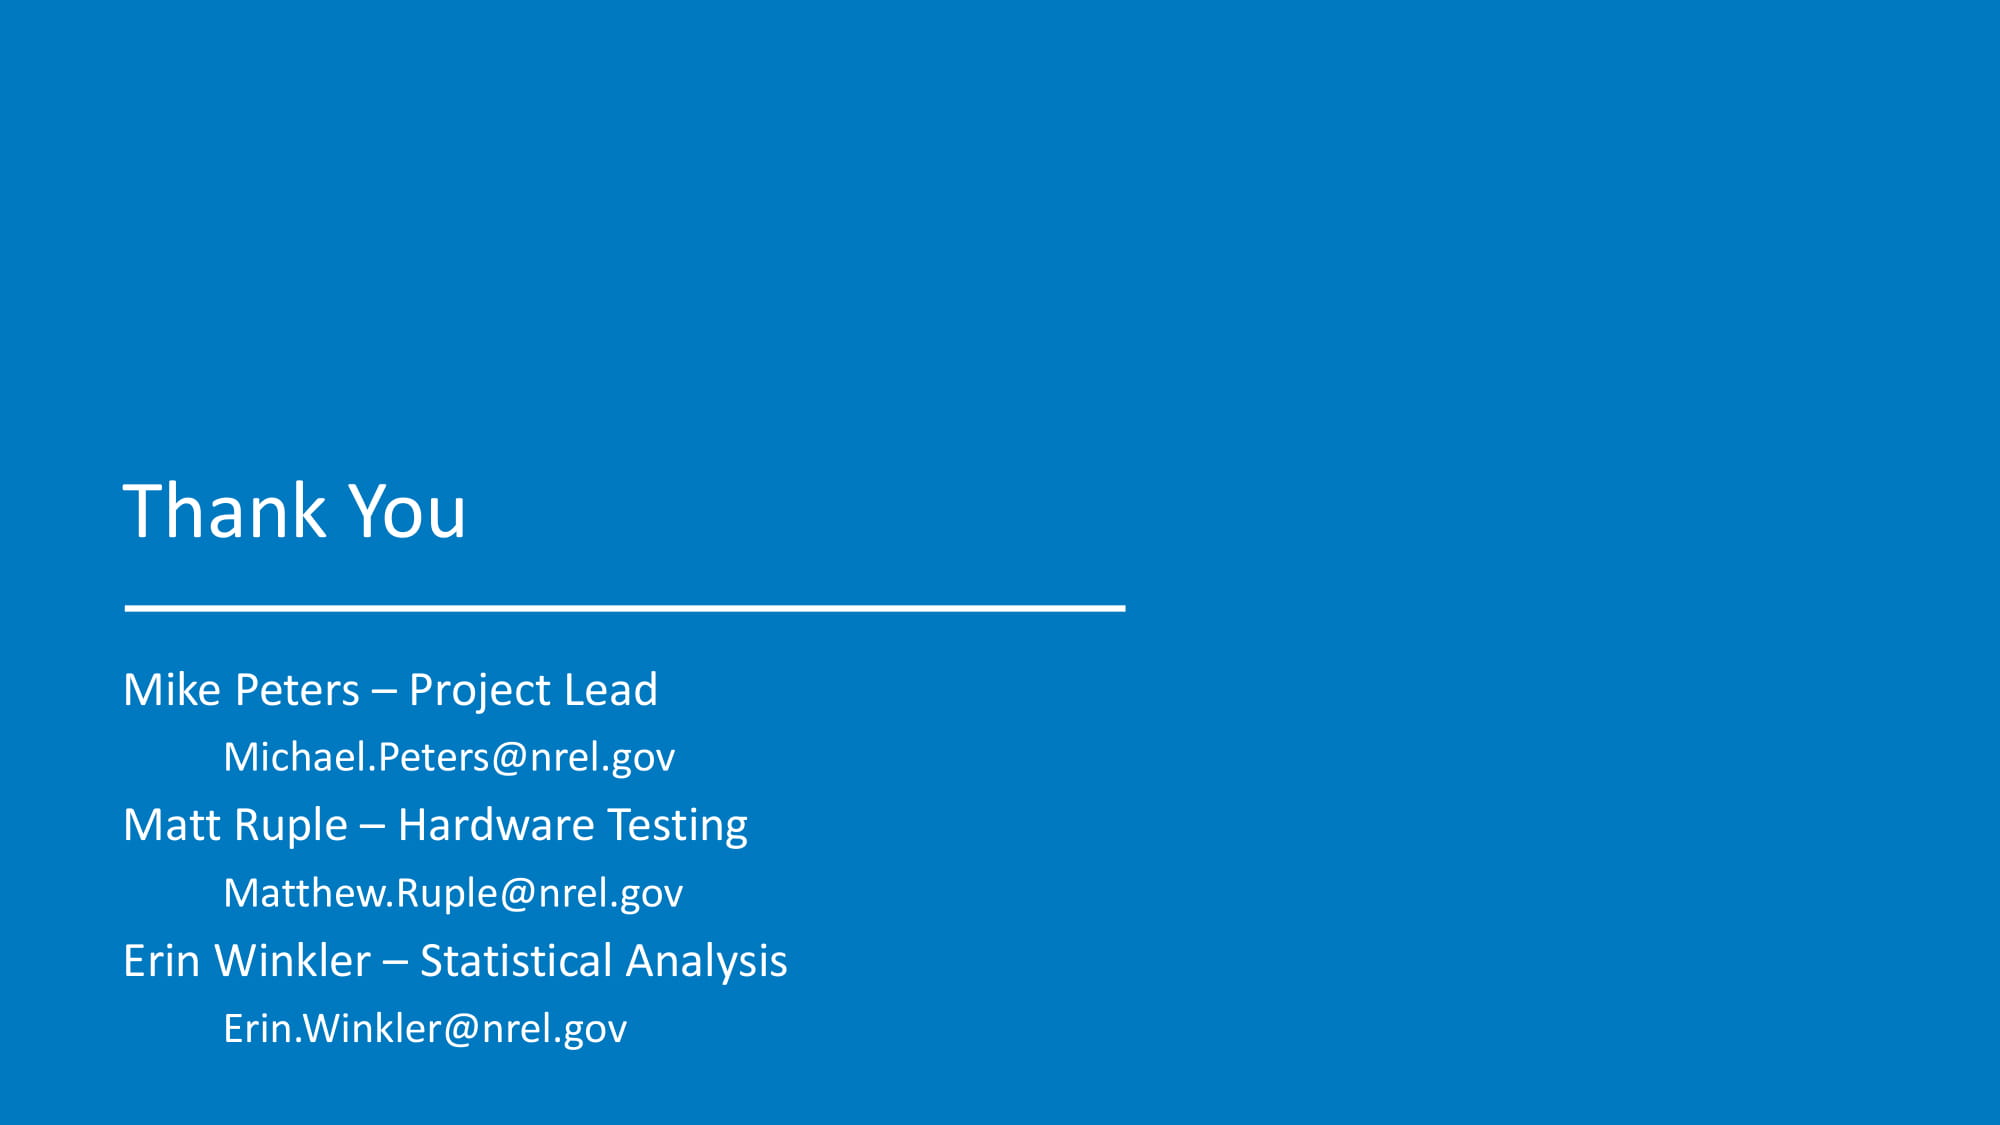 Thank You
Mike Peters – Project Lead
Michael.Peters@nrel.gov
Matt Ruple – Hardware Testing
Matthew.Ruple@nrel.gov
Erin Winkler – Statistical Analysis
Erin.Winkler@nrel.gov